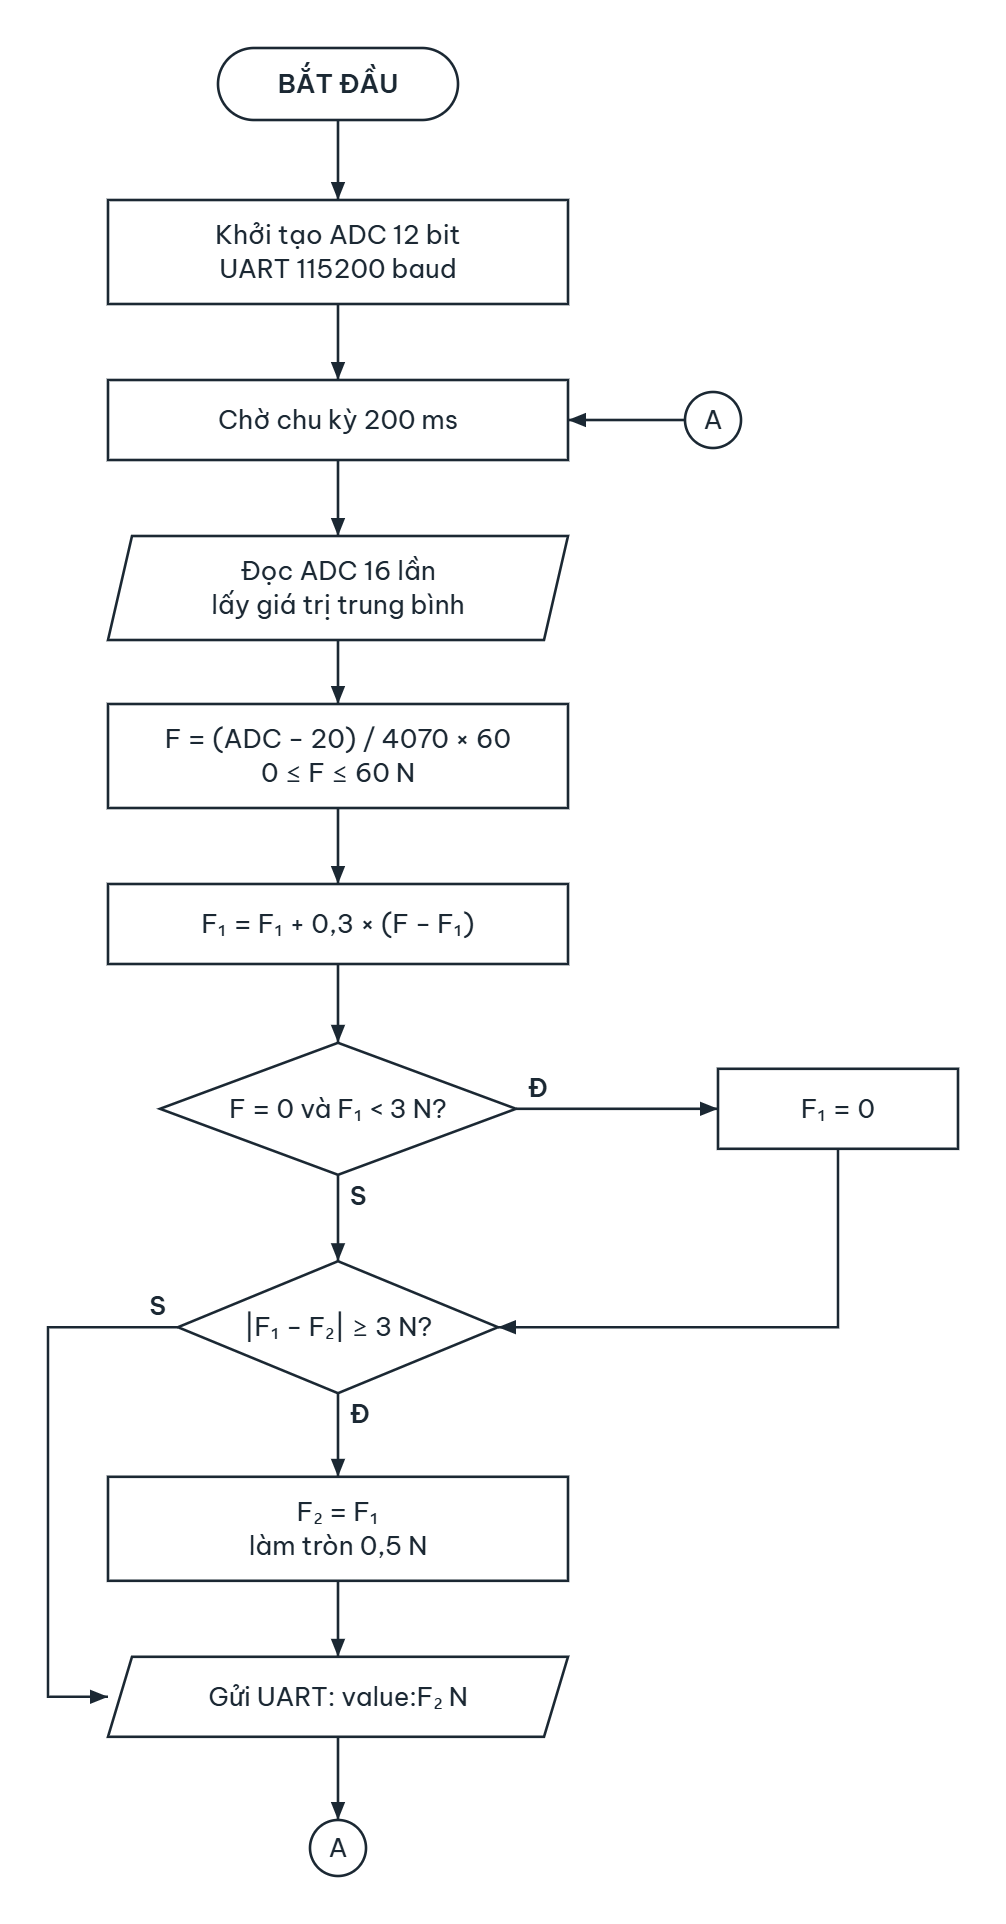 BẮT ĐẦU
Khởi tạo ADC 12 bit
UART 115200 baud
Chờ chu kỳ 200 ms
A
Đọc ADC 16 lần
lấy giá trị trung bình
F = (ADC − 20) / 4070 × 60
0 ≤ F ≤ 60 N
F₁ = F₁ + 0,3 × (F − F₁)
F = 0 và F₁ < 3 N?
Đ
F₁ = 0
S
|F₁ − F₂| ≥ 3 N?
S
Đ
F₂ = F₁
làm tròn 0,5 N
Gửi UART: value:F₂ N
A